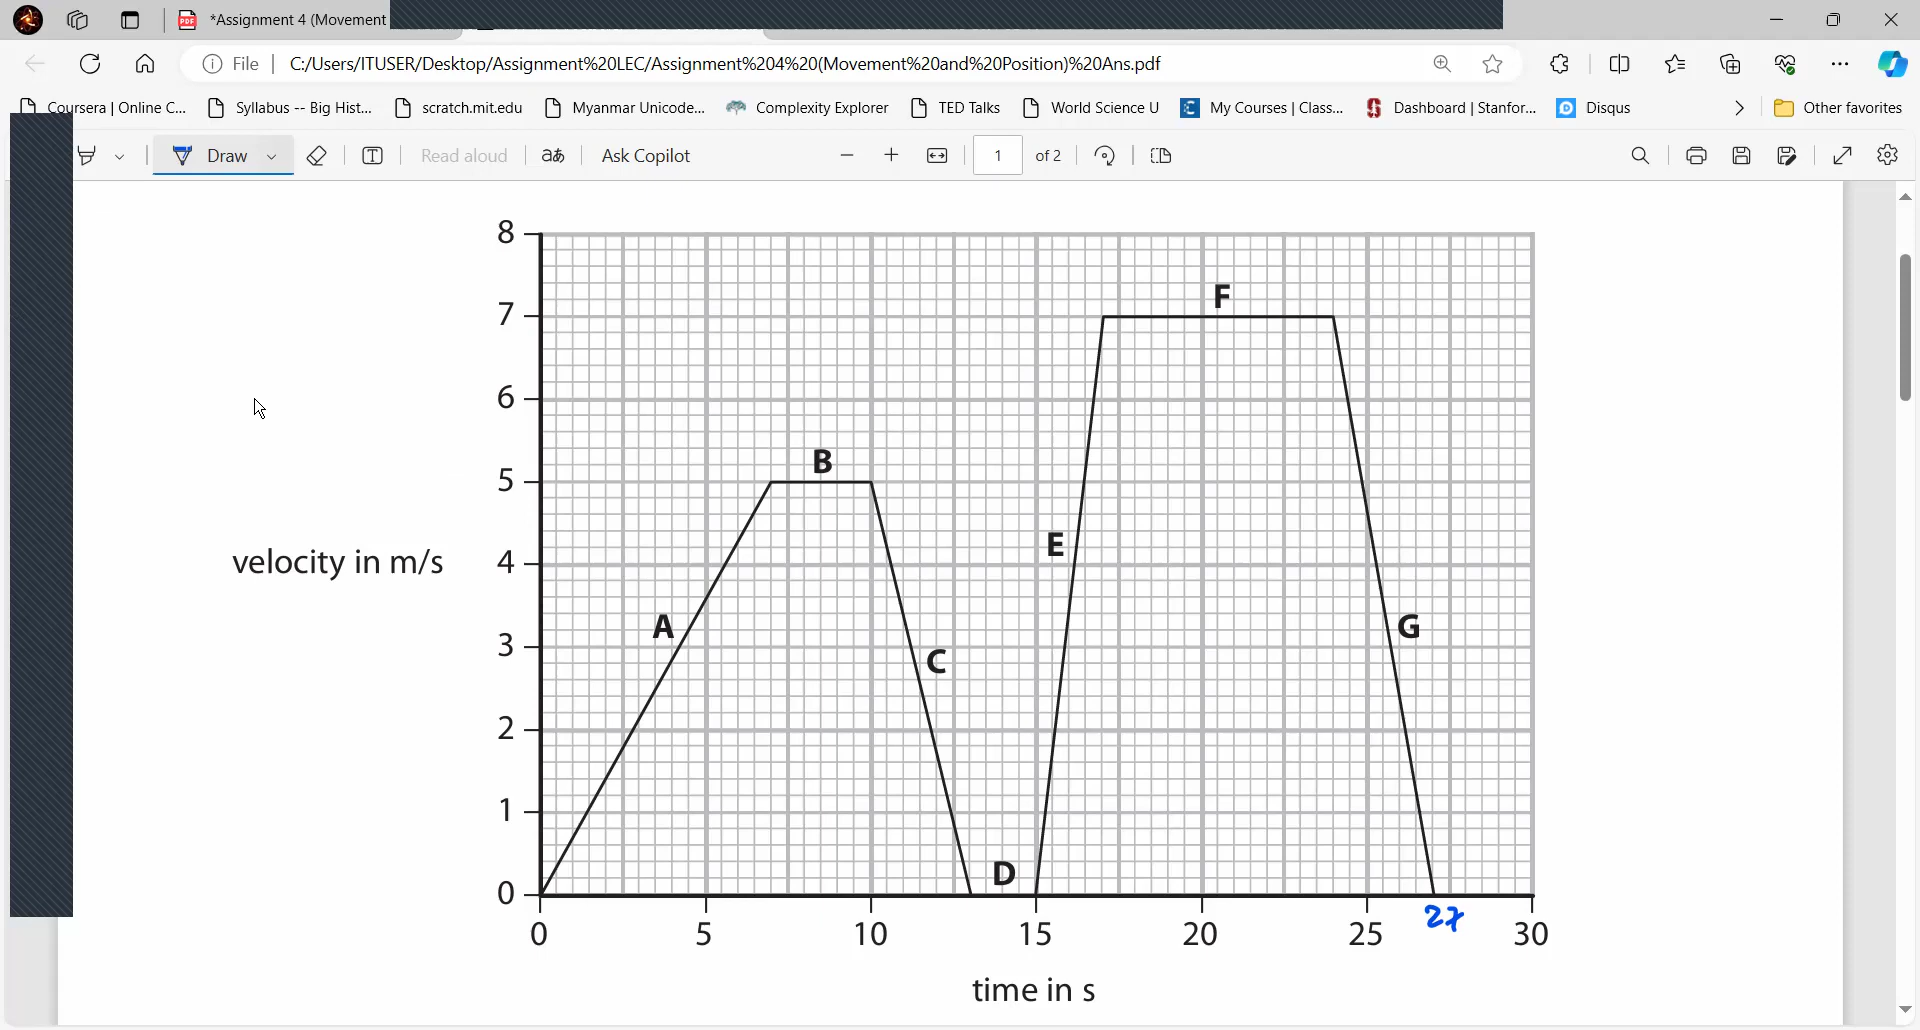 *Assignment 4 (Movement
File
C:/Users/ITUSER/Desktop/Assignment%20LEC/Assignment%204%20(Movement%20and%20Position)%20Ans.pdf
Coursera | Online C... Syllabus -- Big Hist... scratch.mit.edu Myanmar Unicode... Complexity Explorer TED Talks World Science U My Courses | Class... Dashboard | Stanfor... Disqus Other favorites
Draw Read aloud aあ Ask Copilot 1 of 2
8
7
6
5
4
3
2
1
0
velocity in m/s
A
B
C
D
E
F
G
27
0 5 10 15 20 25 30
time in s